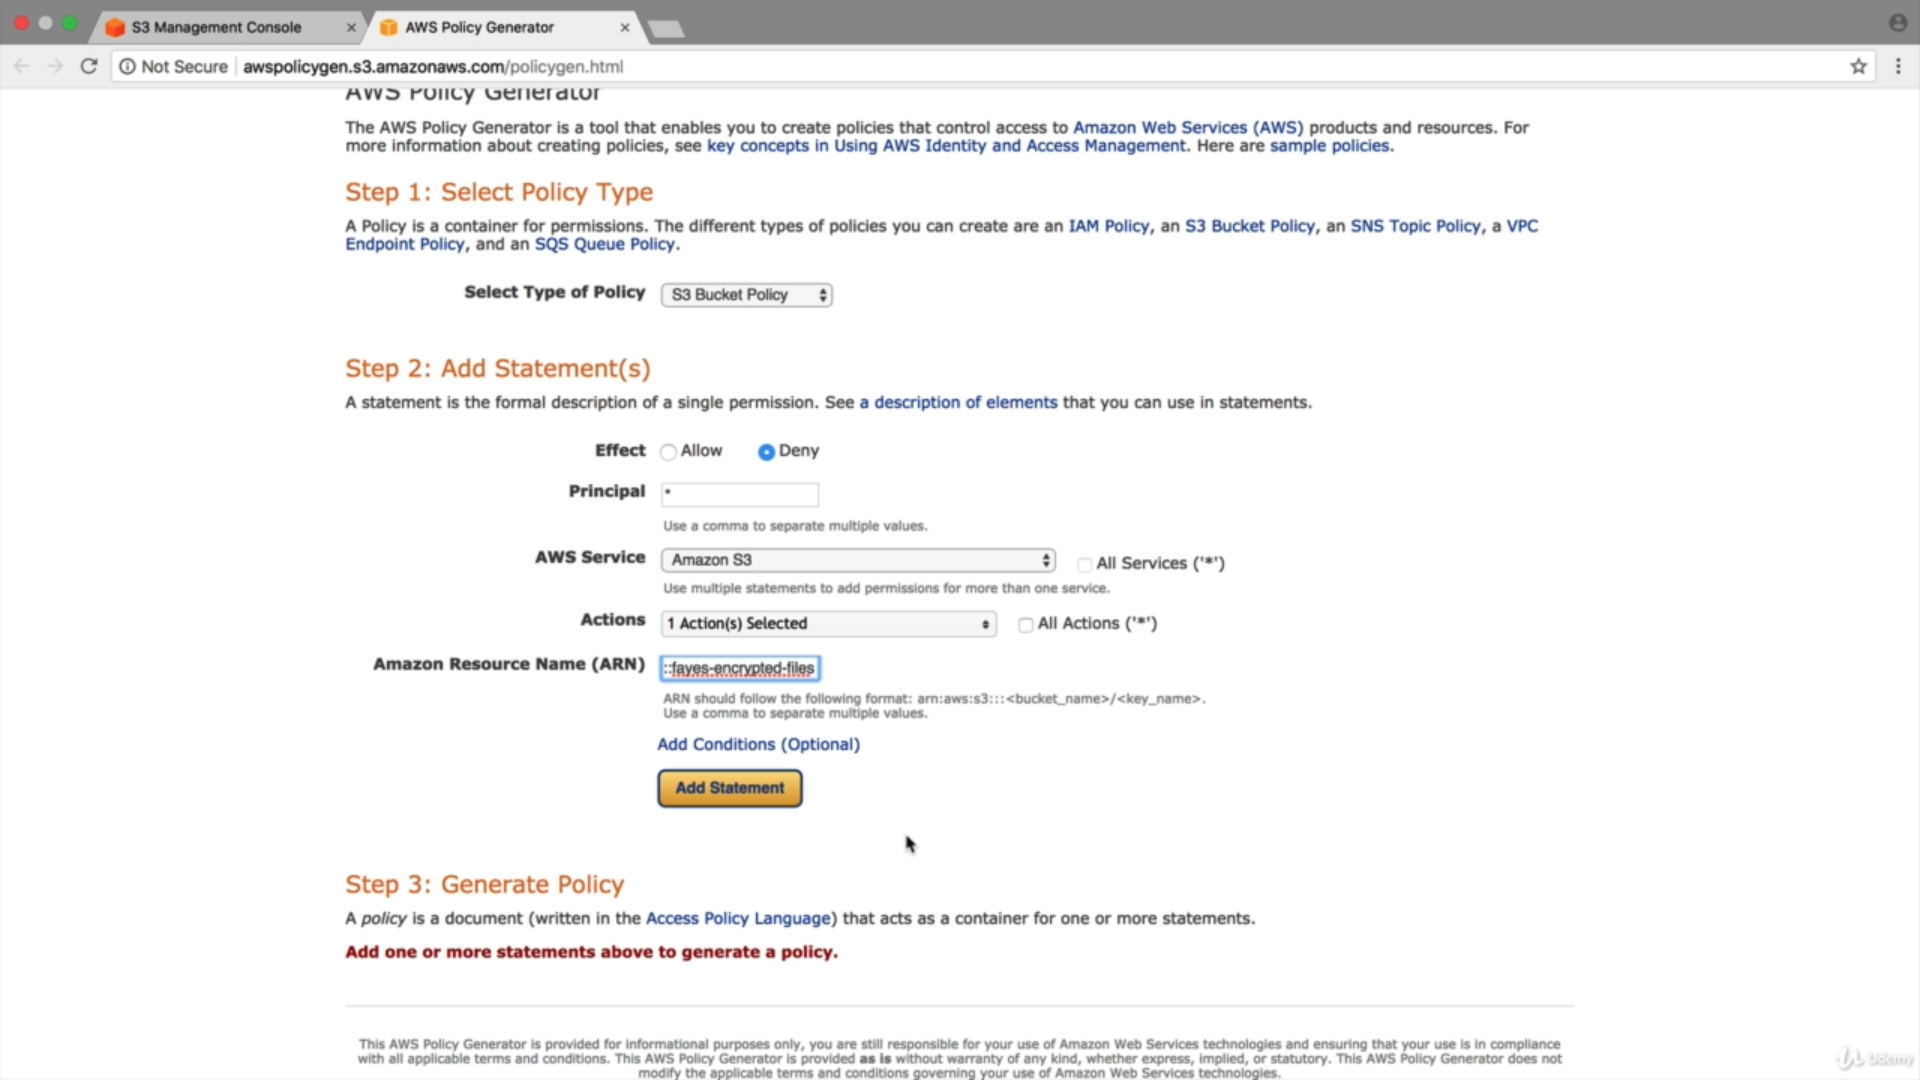 S3 Management Console
AWS Policy Generator
Not Secure
awspolicygen.s3.amazonaws.com/policygen.html
AWS Policy Generator
The AWS Policy Generator is a tool that enables you to create policies that control access to Amazon Web Services (AWS) products and resources. For
more information about creating policies, see key concepts in Using AWS Identity and Access Management. Here are sample policies.
Step 1: Select Policy Type
A Policy is a container for permissions. The different types of policies you can create are an IAM Policy, an S3 Bucket Policy, an SNS Topic Policy, a VPC
Endpoint Policy, and an SQS Queue Policy.
Select Type of Policy S3 Bucket Policy
Step 2: Add Statement(s)
A statement is the formal description of a single permission. See a description of elements that you can use in statements.
Effect Allow Deny
Principal *
Use a comma to separate multiple values.
AWS Service Amazon S3 All Services ('*')
Use multiple statements to add permissions for more than one service.
Actions 1 Action(s) Selected All Actions ('*')
Amazon Resource Name (ARN) ::fayes-encrypted-files
ARN should follow the following format: arn:aws:s3:::<bucket_name>/<key_name>.
Use a comma to separate multiple values.
Add Conditions (Optional)
Add Statement
Step 3: Generate Policy
A policy is a document (written in the Access Policy Language) that acts as a container for one or more statements.
Add one or more statements above to generate a policy.
This AWS Policy Generator is provided for informational purposes only, you are still responsible for your use of Amazon Web Services technologies and ensuring that your use is in compliance
with all applicable terms and conditions. This AWS Policy Generator is provided as is without warranty of any kind, whether express, implied, or statutory. This AWS Policy Generator does not
modify the applicable terms and conditions governing your use of Amazon Web Services technologies.
Udemy